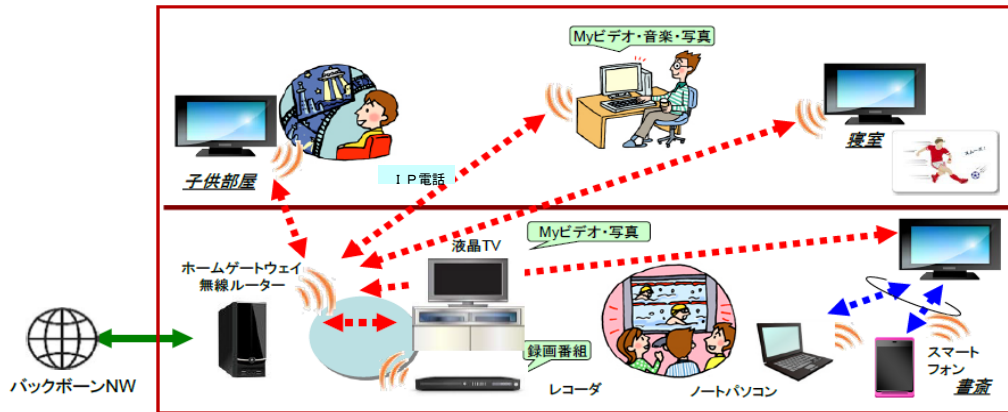 Myビデオ・音楽・写真
子供部屋
IP電話
寝室
スムーズ!
液晶TV
Myビデオ・写真
ホームゲートウェイ
無線ルーター
録画番組
バックボーンNW
レコーダ
ノートパソコン
スマート
フォン
書斎